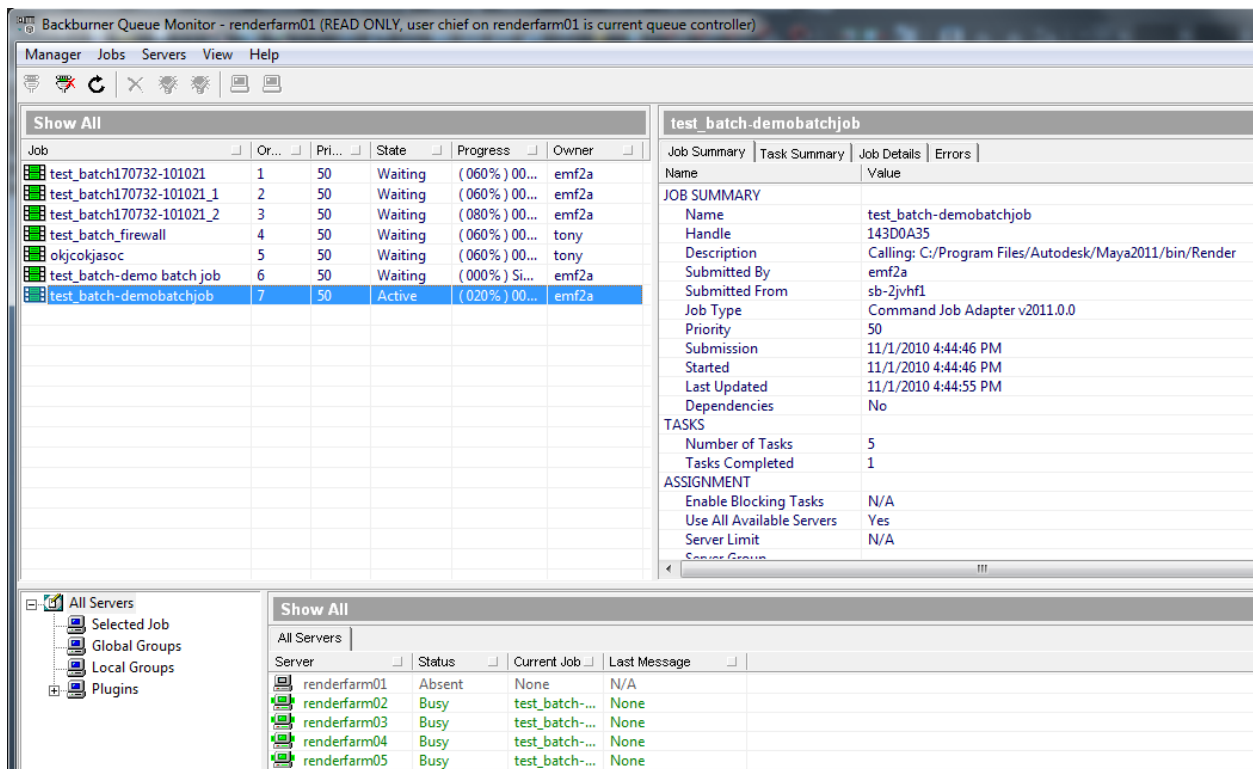 Backburner Queue Monitor - renderfarm01 (READ ONLY, user chief on renderfarm01 is current queue controller)
Manager Jobs Servers View Help
Show All
Job Or... Pri... State Progress Owner
test_batch170732-101021 1 50 Waiting (060%) 00... emf2a
test_batch170732-101021_1 2 50 Waiting (060%) 00... emf2a
test_batch170732-101021_2 3 50 Waiting (080%) 00... emf2a
test_batch_firewall 4 50 Waiting (060%) 00... tony
okjcokjasoc 5 50 Waiting (060%) 00... tony
test_batch-demo batch job 6 50 Waiting (000%) Si... emf2a
test_batch-demobatchjob 7 50 Active (020%) 00... emf2a
test_batch-demobatchjob
Job Summary Task Summary Job Details Errors
Name Value
JOB SUMMARY
Name test_batch-demobatchjob
Handle 143D0A35
Description Calling: C:/Program Files/Autodesk/Maya2011/bin/Render
Submitted By emf2a
Submitted From sb-2jvhf1
Job Type Command Job Adapter v2011.0.0
Priority 50
Submission 11/1/2010 4:44:46 PM
Started 11/1/2010 4:44:46 PM
Last Updated 11/1/2010 4:44:55 PM
Dependencies No
TASKS
Number of Tasks 5
Tasks Completed 1
ASSIGNMENT
Enable Blocking Tasks N/A
Use All Available Servers Yes
Server Limit N/A
Server Group
All Servers
Selected Job
Global Groups
Local Groups
Plugins
Show All
All Servers
Server Status Current Job Last Message
renderfarm01 Absent None N/A
renderfarm02 Busy test_batch-... None
renderfarm03 Busy test_batch-... None
renderfarm04 Busy test_batch-... None
renderfarm05 Busy test_batch-... None